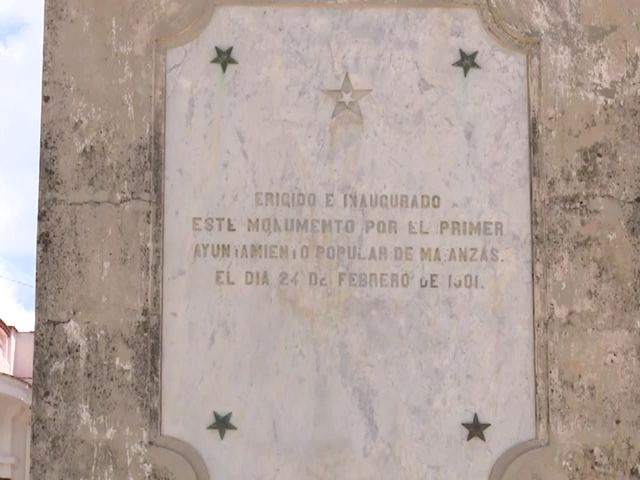 ERIGIDO E INAUGURADO
ESTE MONUMENTO POR EL PRIMER
AYUNTAMIENTO POPULAR DE MATANZAS.
EL DIA 24 DE FEBRERO DE 1901.